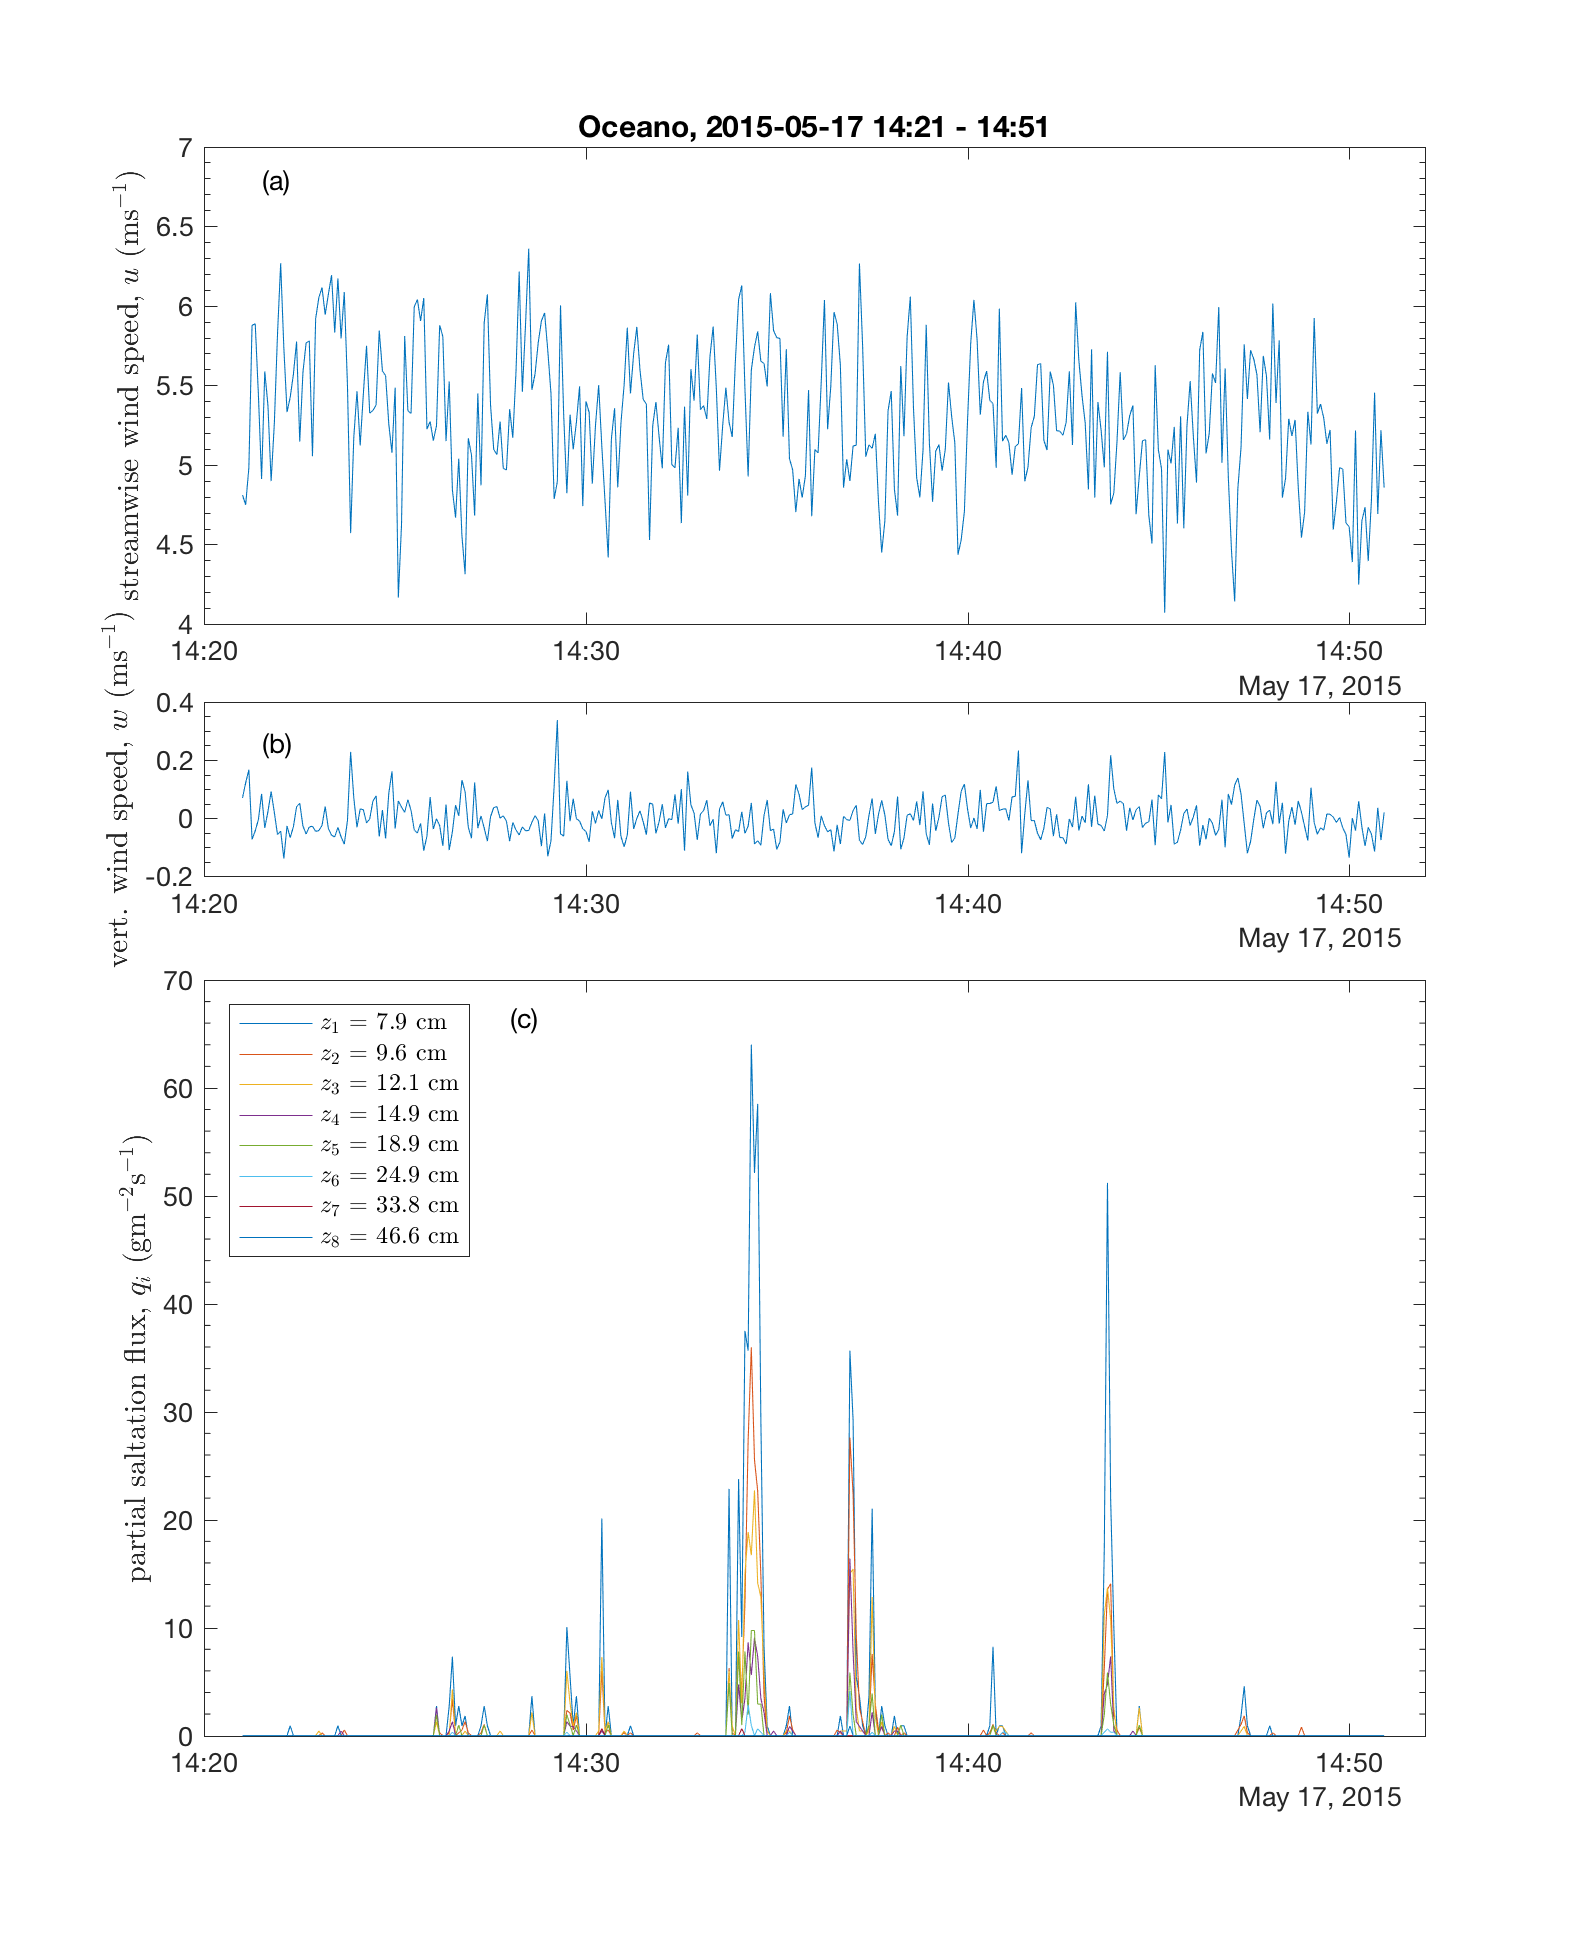 Oceano, 2015-05-17 14:21 - 14:51
(a)
streamwise wind speed, u (ms⁻¹)
7
6.5
6
5.5
5
4.5
4
14:20 14:30 14:40 14:50
May 17, 2015
(b)
vert. wind speed, w (ms⁻¹)
0.4
0.2
0
-0.2
14:20 14:30 14:40 14:50
May 17, 2015
(c)
partial saltation flux, qᵢ (gm⁻²s⁻¹)
70
60
50
40
30
20
10
0
z₁ = 7.9 cm
z₂ = 9.6 cm
z₃ = 12.1 cm
z₄ = 14.9 cm
z₅ = 18.9 cm
z₆ = 24.9 cm
z₇ = 33.8 cm
z₈ = 46.6 cm
14:20 14:30 14:40 14:50
May 17, 2015